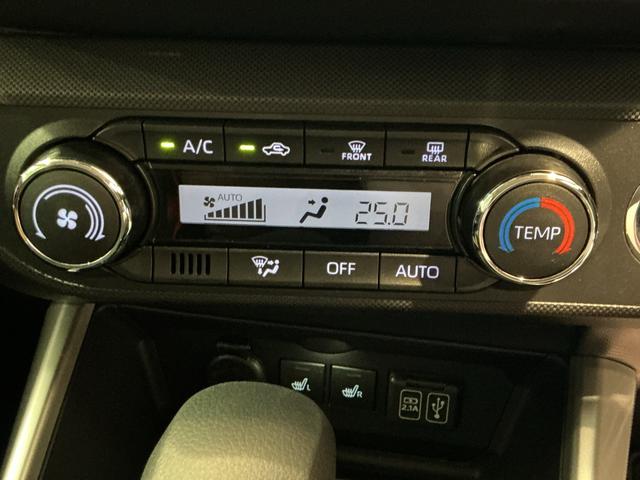 A/C FRONT REAR
AUTO
25.0
TEMP
OFF AUTO
L R
2.1A